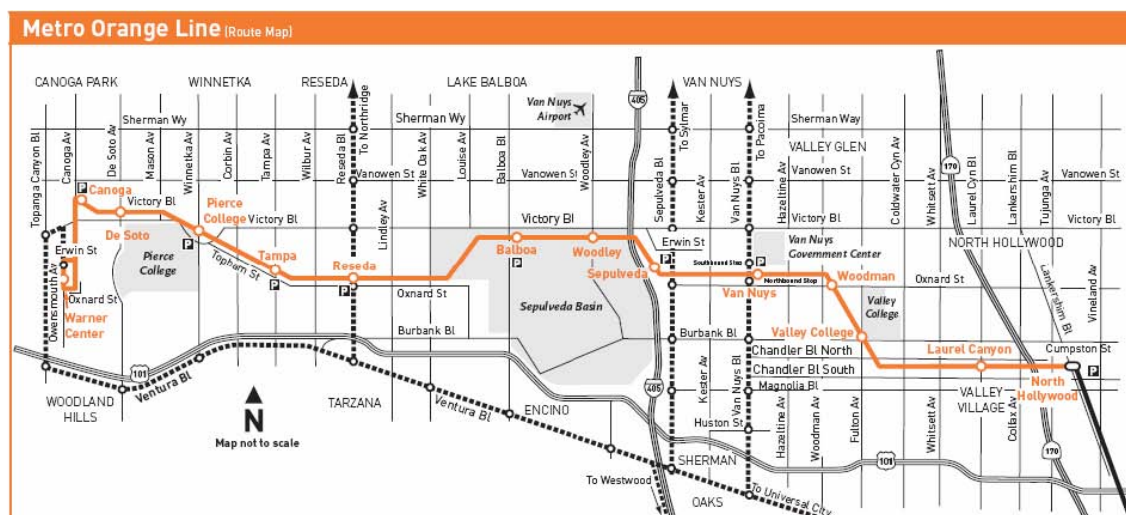 Metro Orange Line (Route Map)
CANOGA PARK
WINNETKA
RESEDA
LAKE BALBOA
VAN NUYS
Van Nuys
Airport
405
To Northridge
To Sylmar
To Pacoima
Sherman Wy
Sherman Wy
Sherman Way
VALLEY GLEN
Topanga Canyon Bl
Canoga Av
De Soto Av
Mason Av
Winnetka Av
Corbin Av
Tampa Av
Wilbur Av
Reseda Bl
Lindley Av
White Oak Av
Louise Av
Balboa Bl
Woodley Av
Sepulveda Bl
Kester Av
Van Nuys Bl
Hazeltine Av
Coldwater Cyn Av
Whitsett Av
Laurel Cyn Bl
Lankershim Bl
Tujunga Av
170
Vanowen St
Vanowen St
Vanowen St
Vanowen St
P
Canoga
Victory Bl
Pierce
College
Victory Bl
Victory Bl
Victory Bl
Victory Bl
De Soto
P
Pierce
College
Topham St
Tampa
P
Reseda
P
Oxnard St
Balboa
P
Woodley
Sepulveda
Erwin St
P
Southbound Stop
P
Van Nuys
Northbound Stop
Van Nuys
Government Center
Woodman
Oxnard St
NORTH HOLLYWOOD
Erwin St
Oxnard St
Owensmouth Av
Warner
Center
Sepulveda Basin
Valley
College
Lankershim Bl
Vineland Av
Burbank Bl
Burbank Bl
Valley College
Chandler Bl North
Chandler Bl South
Magnolia Bl
Laurel Canyon
Cumpston St
North
Hollywood
P
VALLEY
VILLAGE
101
Ventura Bl
WOODLAND
HILLS
N
Map not to scale
TARZANA
Ventura Bl
ENCINO
405
Kester Av
Van Nuys Bl
Huston St
Hazeltine Av
Woodman Av
Fulton Av
Whitsett Av
Colfax Av
170
101
To Westwood
SHERMAN
OAKS
To Universal City